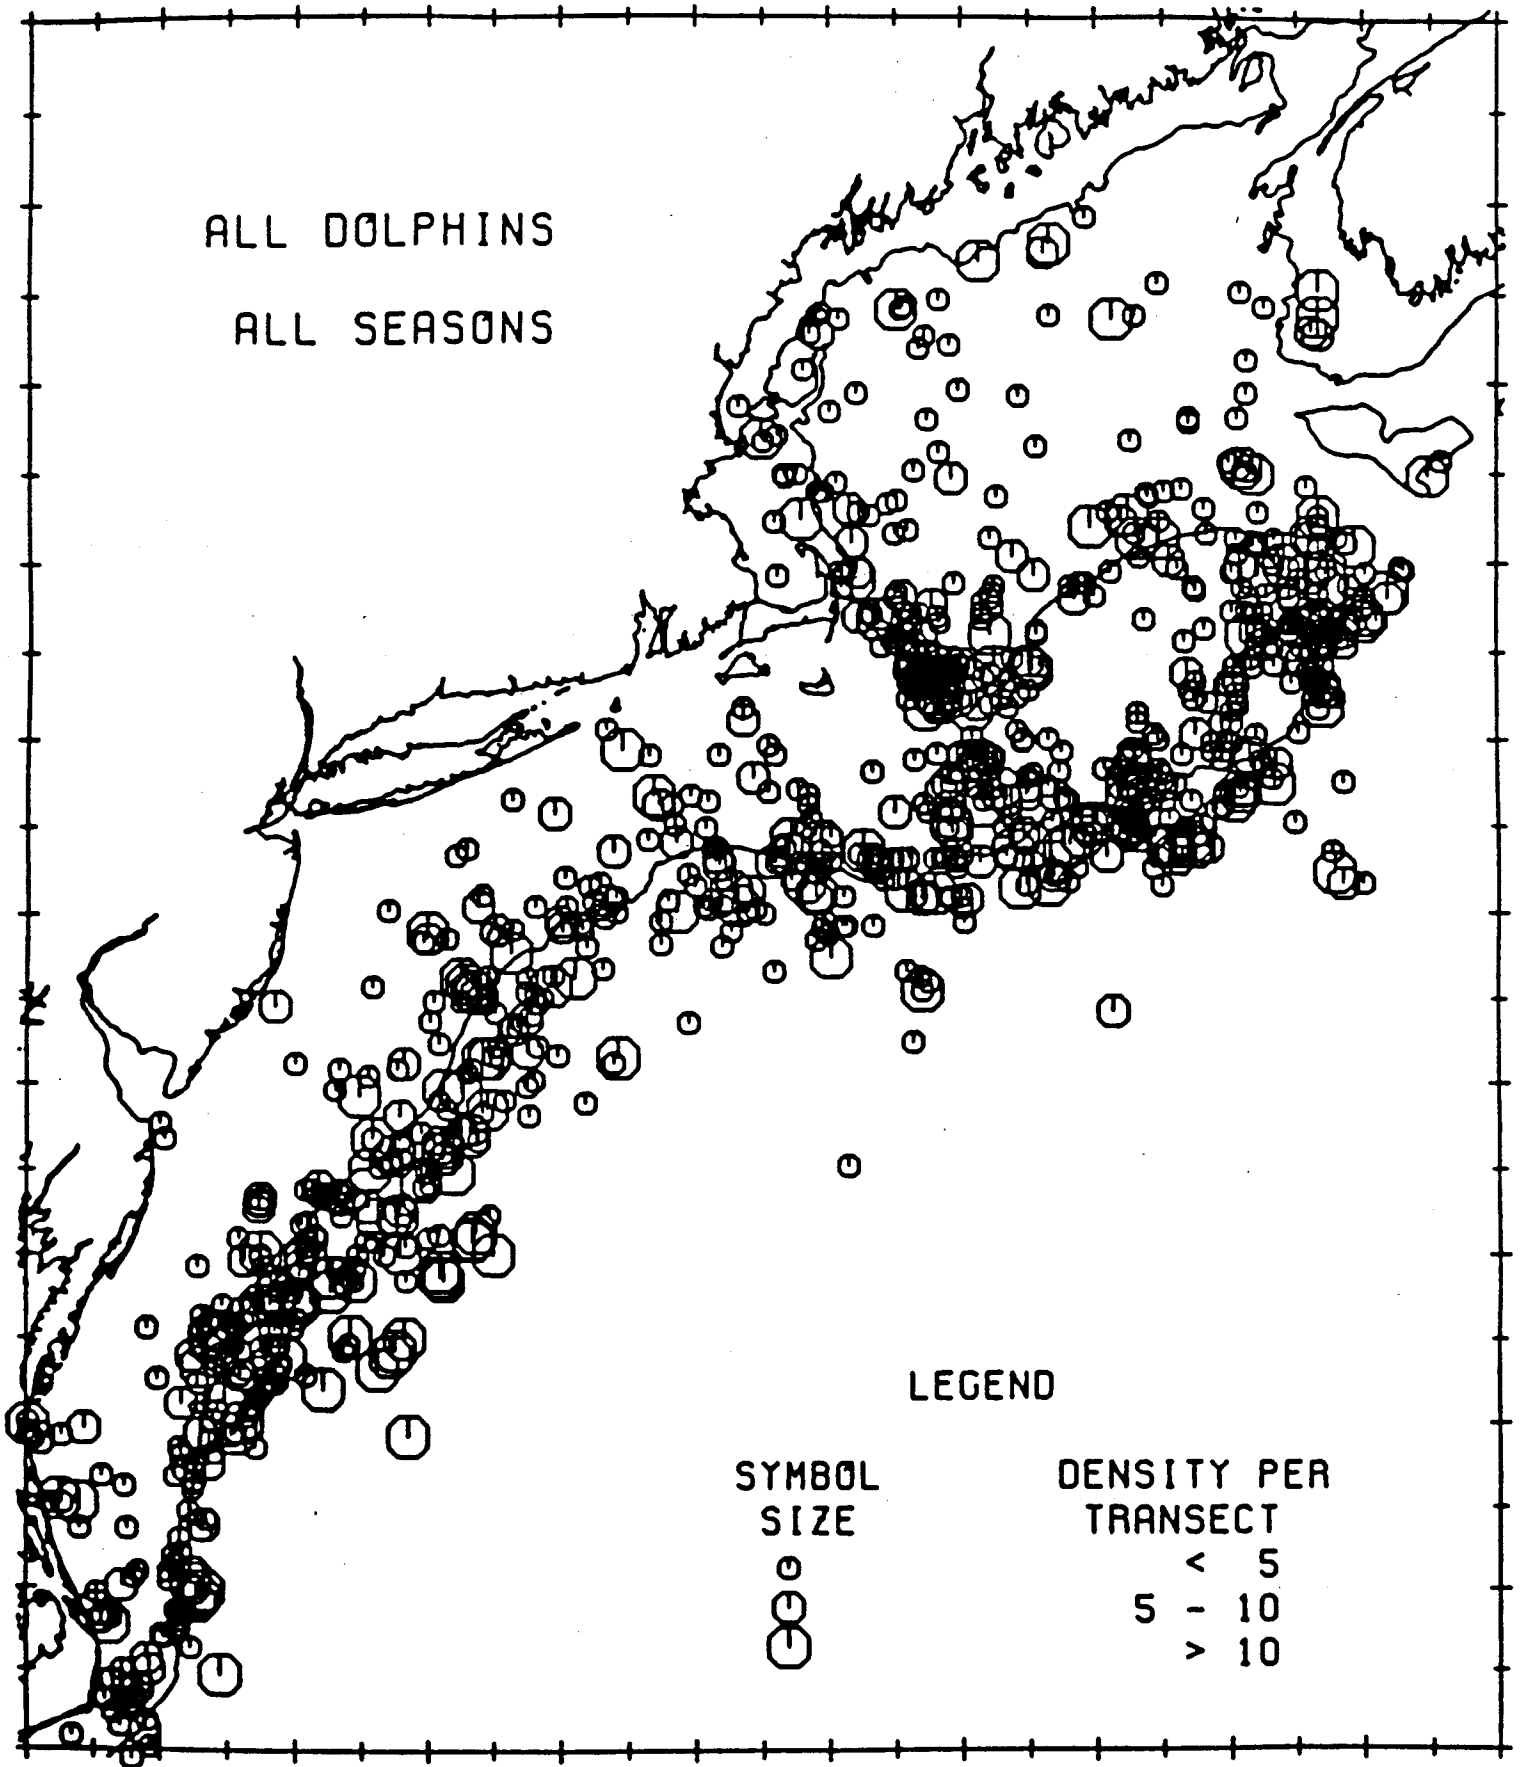 ALL DOLPHINS
ALL SEASONS
LEGEND
SYMBOL DENSITY PER
SIZE TRANSECT
< 5
5 - 10
> 10